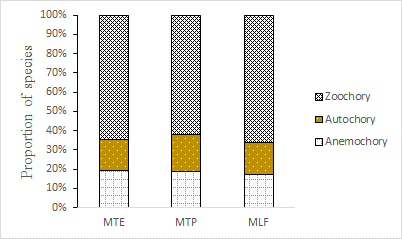 Proportion of species
100%
90%
80%
70%
60%
50%
40%
30%
20%
10%
0%
MTE MTP MLF
Zoochory
Autochory
Anemochory